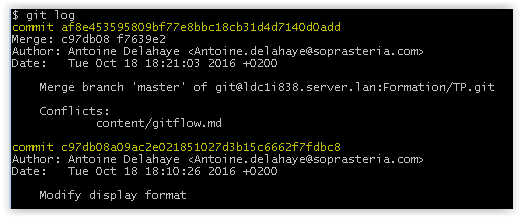 $ git log
commit af8e453595809bf77e8bbc18cb31d4d7140d0add
Merge: c97db08 f7639e2
Author: Antoine Delahaye <Antoine.delahaye@soprasteria.com>
Date:   Tue Oct 18 18:21:03 2016 +0200
    Merge branch 'master' of git@ldc1i838.server.lan:Formation/TP.git
    Conflicts:
        content/gitflow.md
commit c97db08a09ac2e021851027d3b15c6662f7fdbc8
Author: Antoine Delahaye <Antoine.delahaye@soprasteria.com>
Date:   Tue Oct 18 18:10:26 2016 +0200
    Modify display format